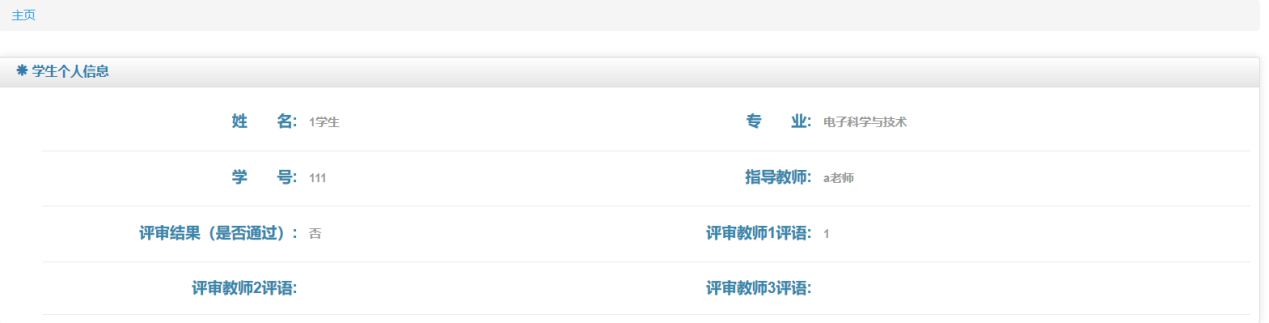 主页
* 学生个人信息
姓 名: 1学生 专 业: 电子科学与技术
学 号: 111 指导教师: a老师
评审结果（是否通过）: 否 评审教师1评语: 1
评审教师2评语: 评审教师3评语: